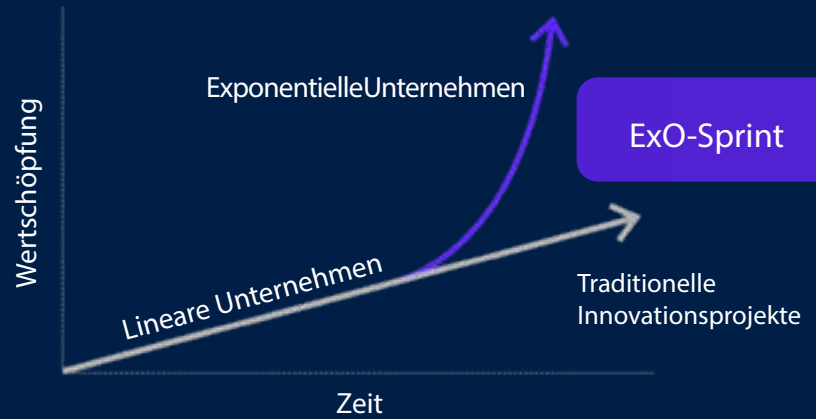 Wertschöpfung
ExponentielleUnternehmen
ExO-Sprint
Lineare Unternehmen
Traditionelle
Innovationsprojekte
Zeit